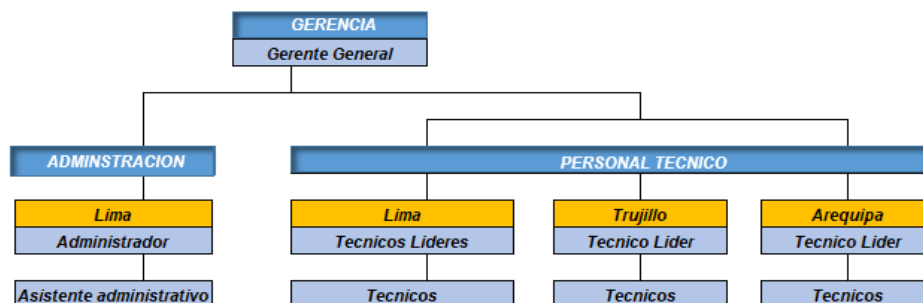 GERENCIA
Gerente General
ADMINSTRACION
PERSONAL TECNICO
Lima
Lima
Trujillo
Arequipa
Administrador
Tecnicos Lideres
Tecnico Lider
Tecnico Lider
Asistente administrativo
Tecnicos
Tecnicos
Tecnicos